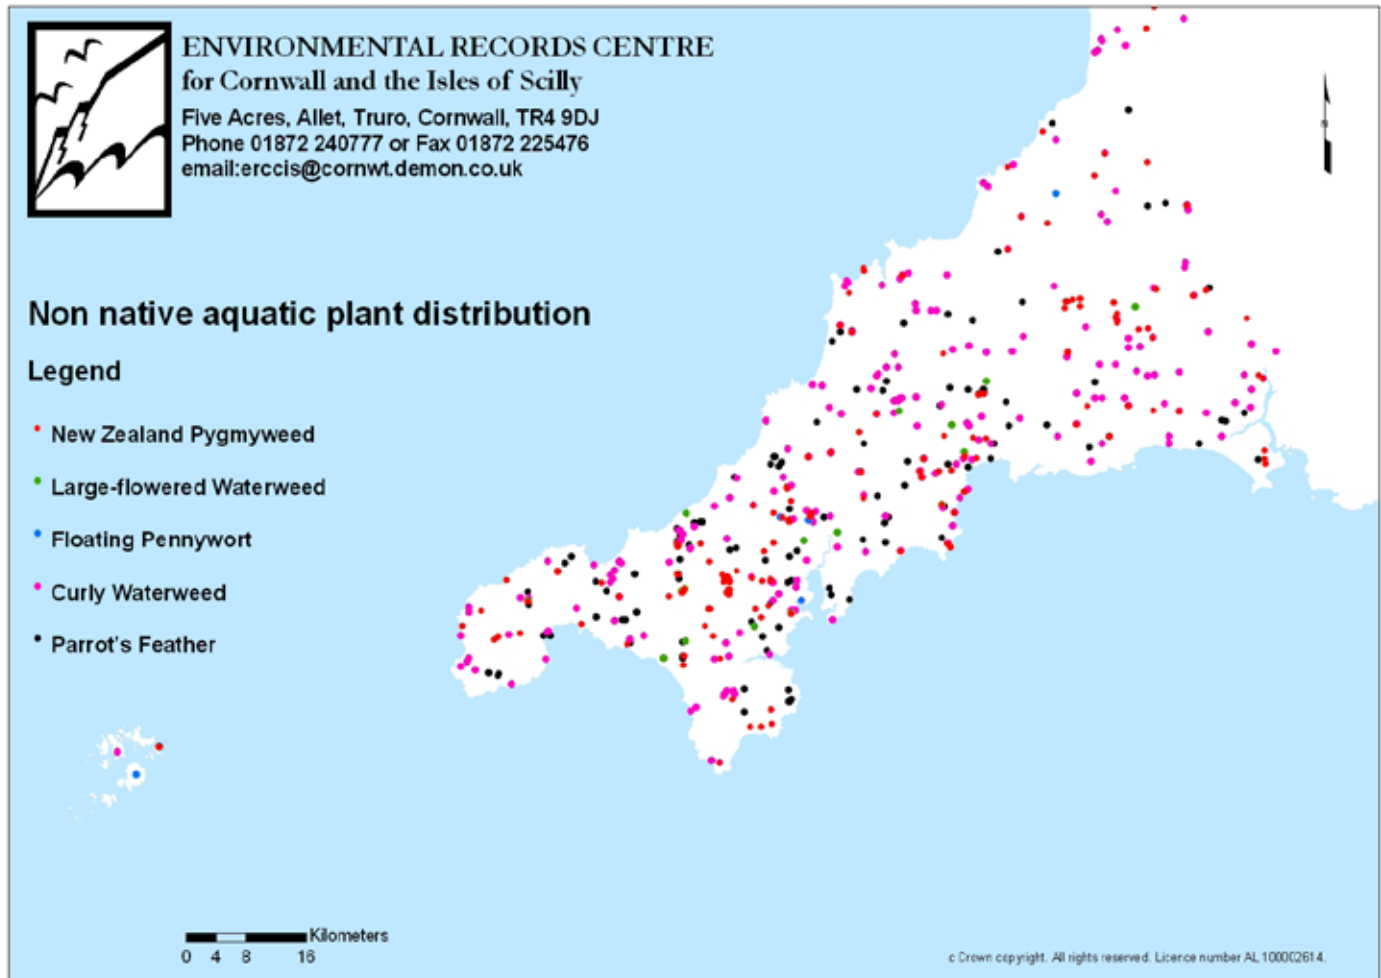 ENVIRONMENTAL RECORDS CENTRE
for Cornwall and the Isles of Scilly
Five Acres, Allet, Truro, Cornwall, TR4 9DJ
Phone 01872 240777 or Fax 01872 225476
email:erccis@cornwt.demon.co.uk
N
Non native aquatic plant distribution
Legend
New Zealand Pygmyweed
Large-flowered Waterweed
Floating Pennywort
Curly Waterweed
Parrot's Feather
Kilometers
0 4 8 16
c Crown copyright. All rights reserved. Licence number AL 100002614.